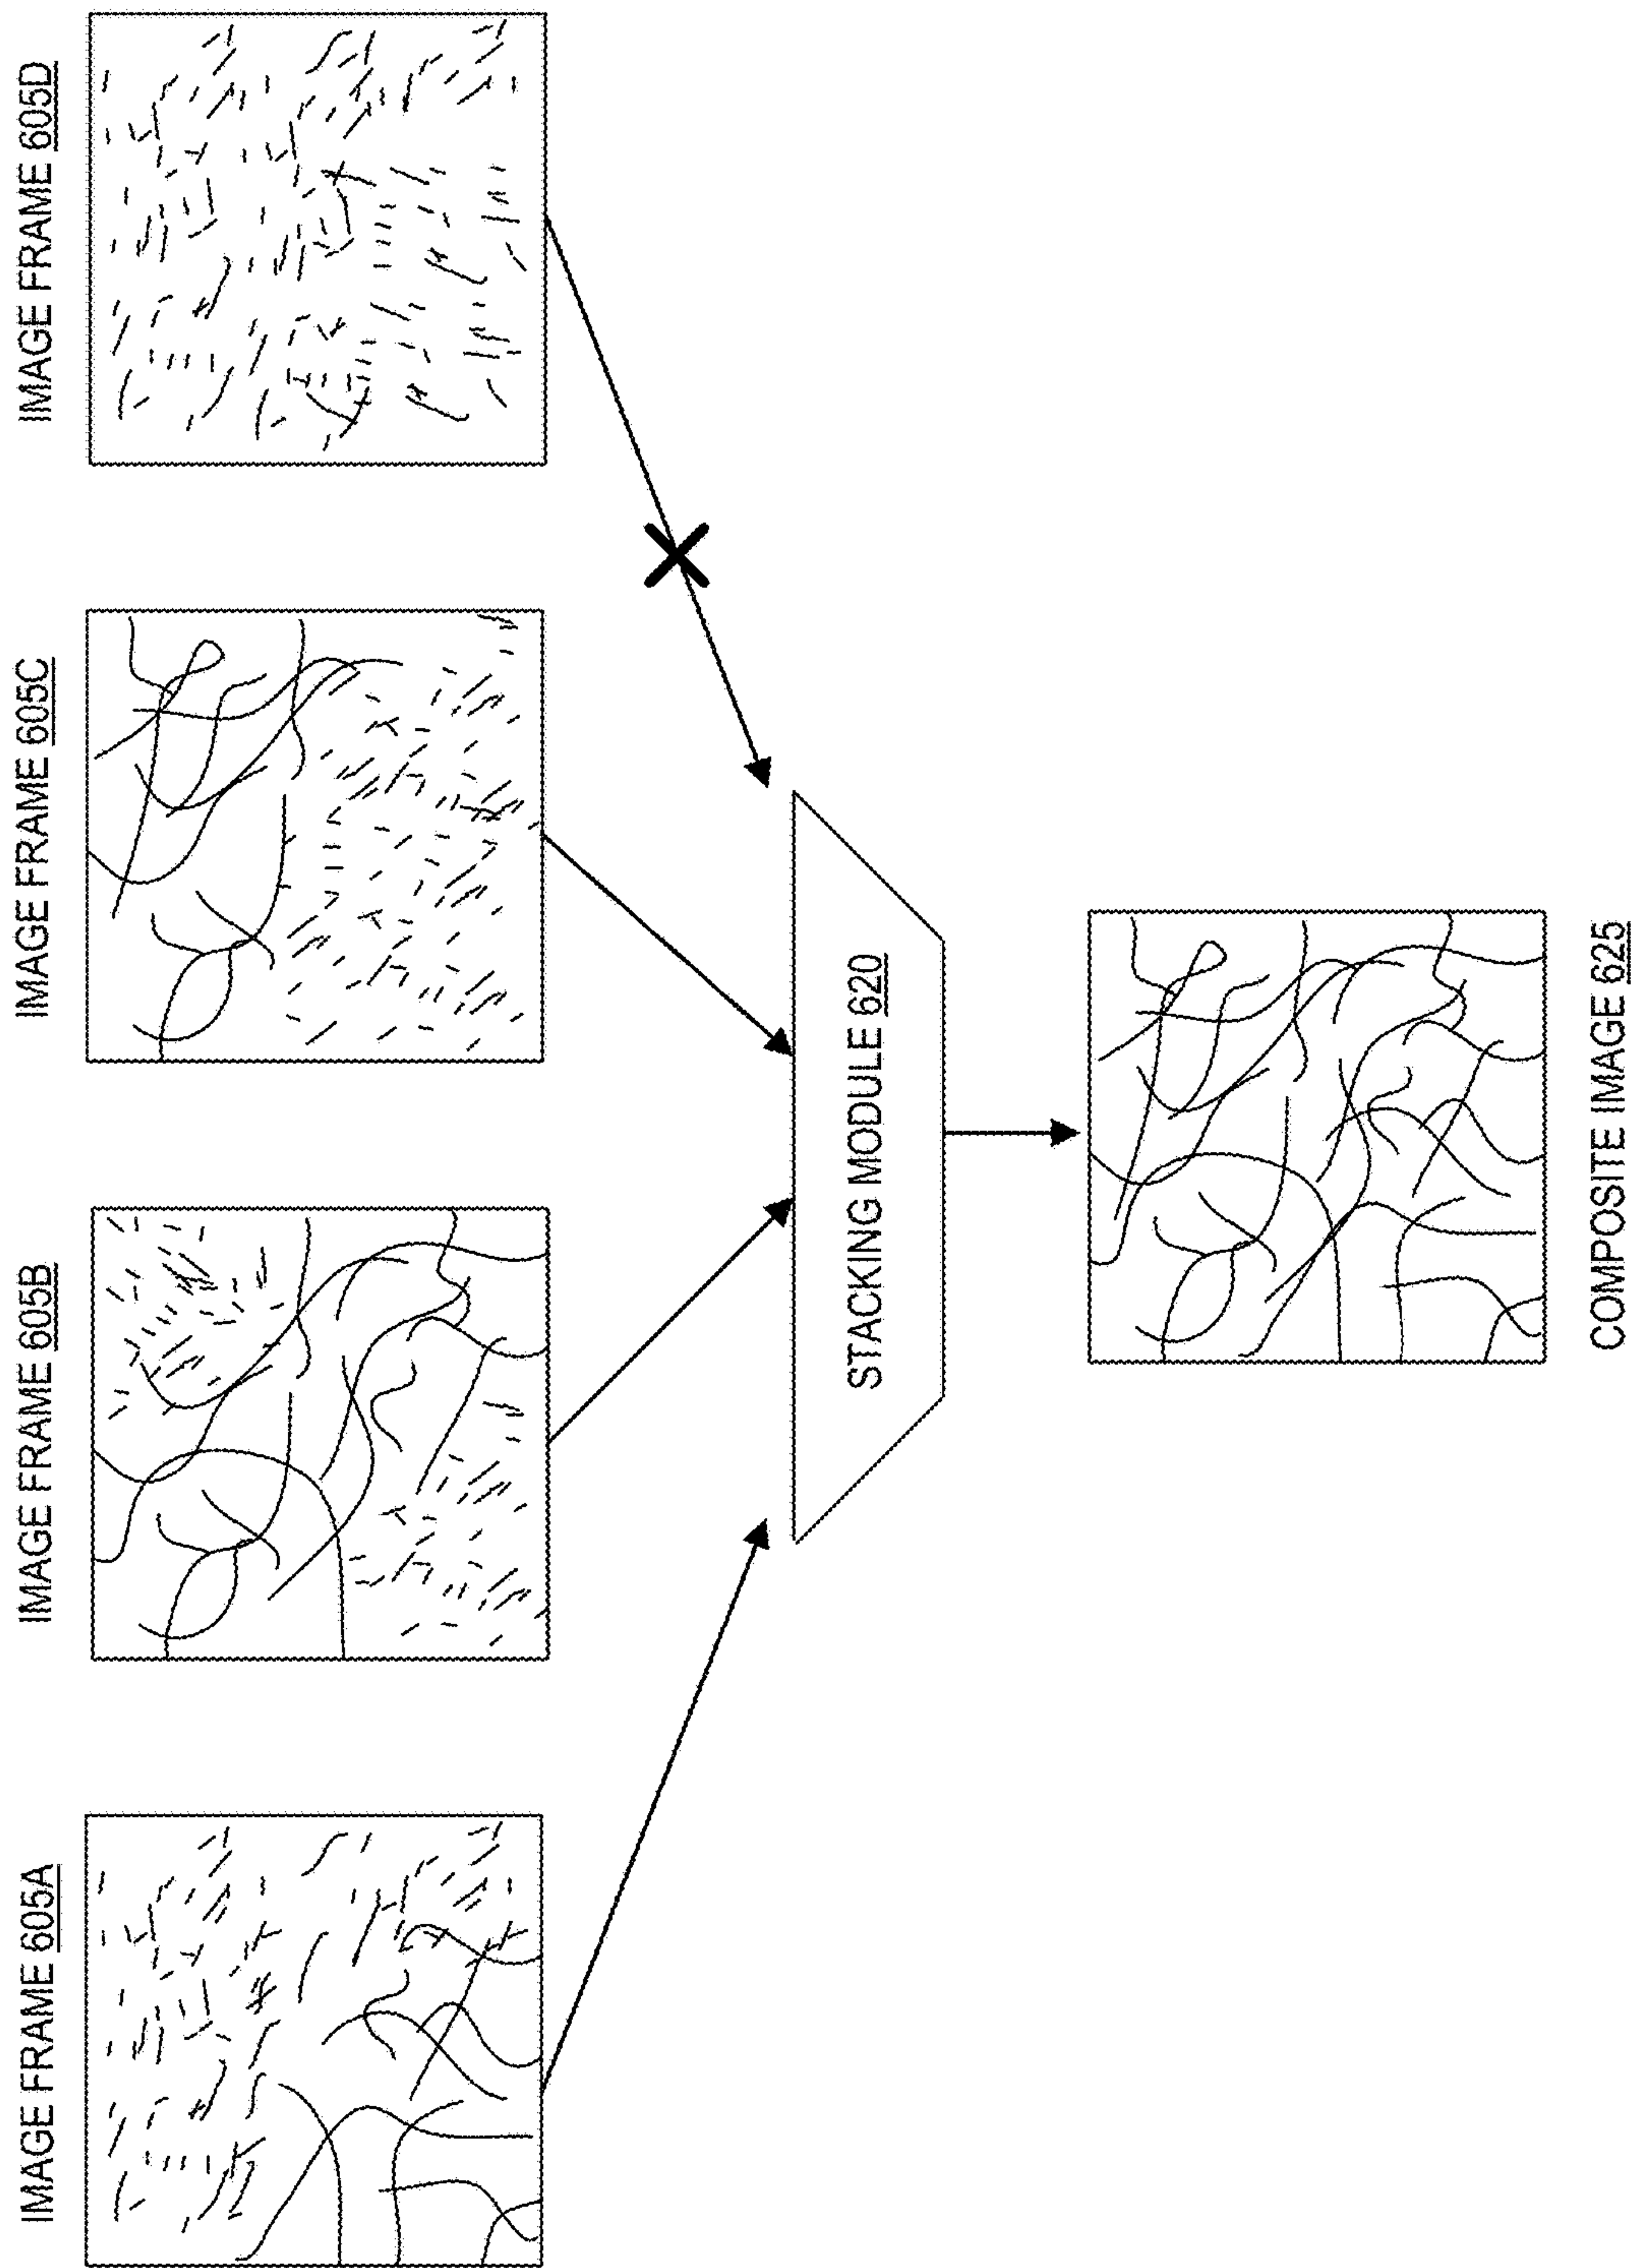 IMAGE FRAME 605A
IMAGE FRAME 605B
IMAGE FRAME 605C
IMAGE FRAME 605D
STACKING MODULE 620
COMPOSITE IMAGE 625